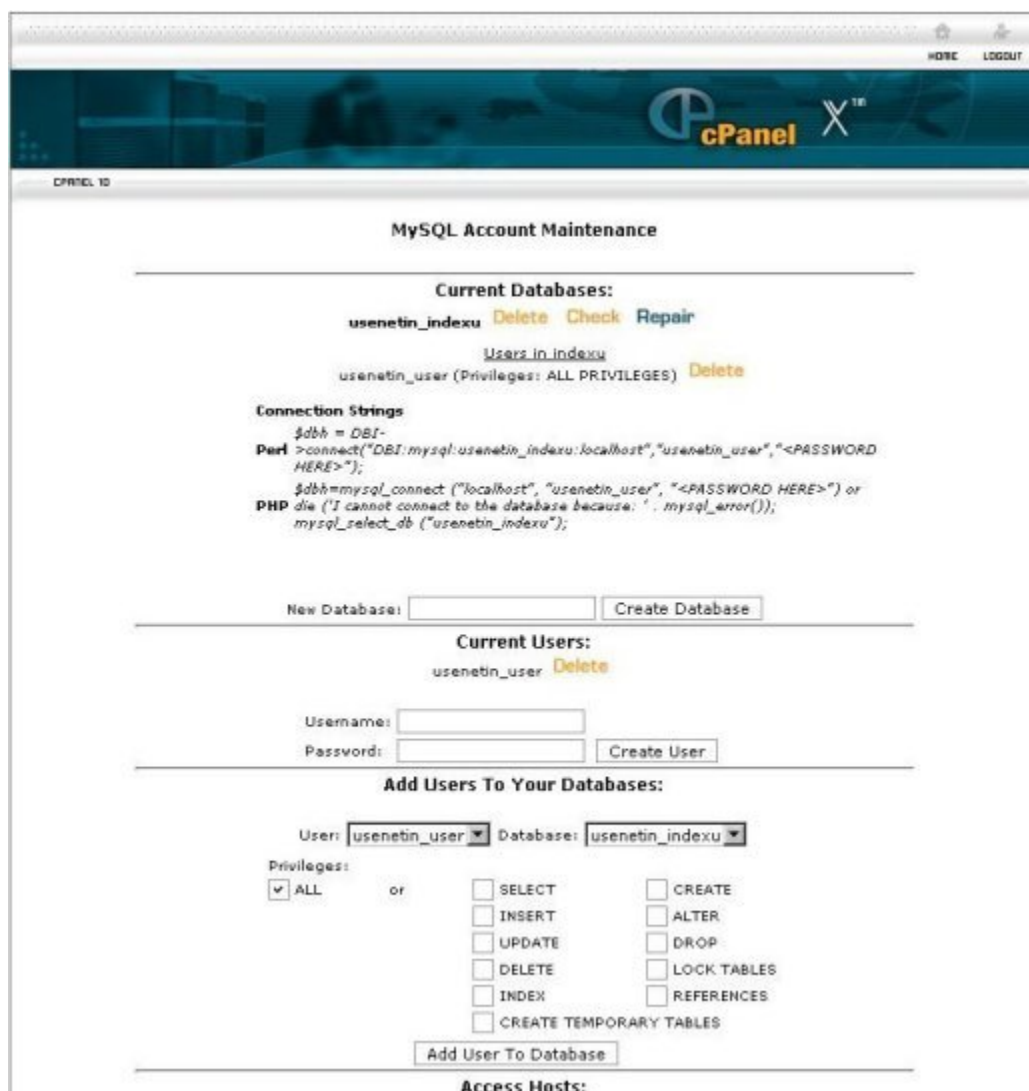 HOME LOGOUT
cPanel X™
CPANEL 10
MySQL Account Maintenance
Current Databases:
usenetin_indexu Delete Check Repair
Users in indexu
usenetin_user (Privileges: ALL PRIVILEGES) Delete
Connection Strings
$dbh = DBI-
Perl >connect("DBI:mysql:usenetin_indexu:localhost","usenetin_user","<PASSWORD
HERE>");
$dbh=mysql_connect ("localhost", "usenetin_user", "<PASSWORD HERE>") or
PHP die ('I cannot connect to the database because: ' . mysql_error());
mysql_select_db ("usenetin_indexu");
New Database: Create Database
Current Users:
usenetin_user Delete
Username:
Password: Create User
Add Users To Your Databases:
User: usenetin_user Database: usenetin_indexu
Privileges:
ALL or SELECT CREATE
INSERT ALTER
UPDATE DROP
DELETE LOCK TABLES
INDEX REFERENCES
CREATE TEMPORARY TABLES
Add User To Database
Access Hosts: